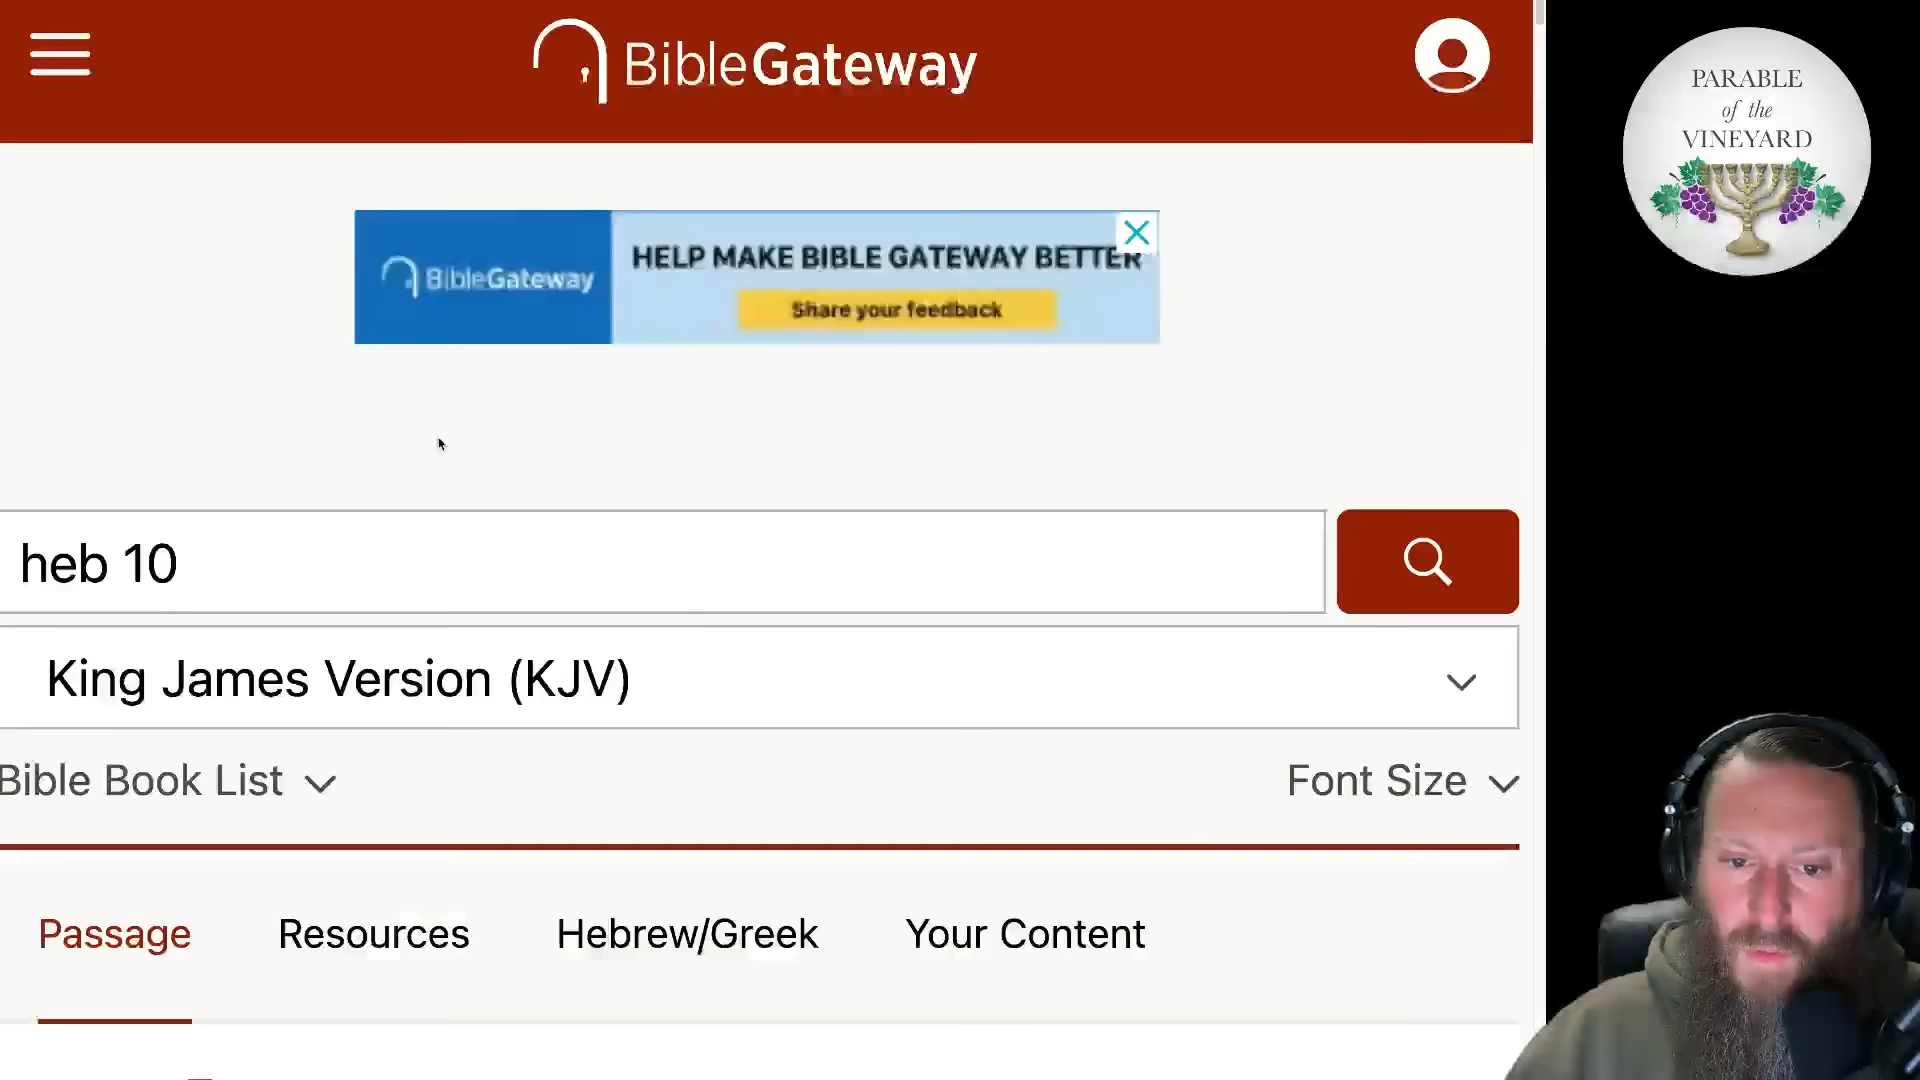 BibleGateway
PARABLE
of the
VINEYARD
BibleGateway
HELP MAKE BIBLE GATEWAY BETTER
Share your feedback
heb 10
King James Version (KJV)
Bible Book List
Font Size
Passage
Resources
Hebrew/Greek
Your Content